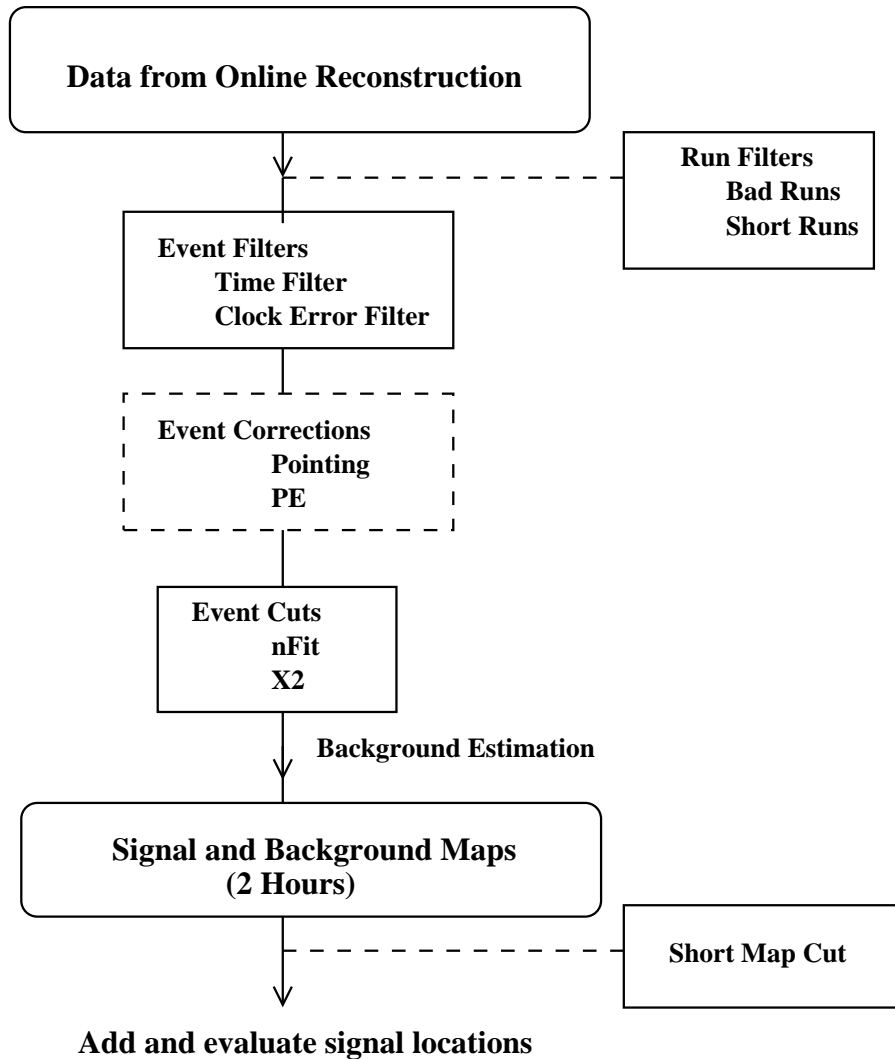 Data from Online Reconstruction
Run Filters
Bad Runs
Short Runs
Event Filters
Time Filter
Clock Error Filter
Event Corrections
Pointing
PE
Event Cuts
nFit
X2
Background Estimation
Signal and Background Maps
(2 Hours)
Short Map Cut
Add and evaluate signal locations